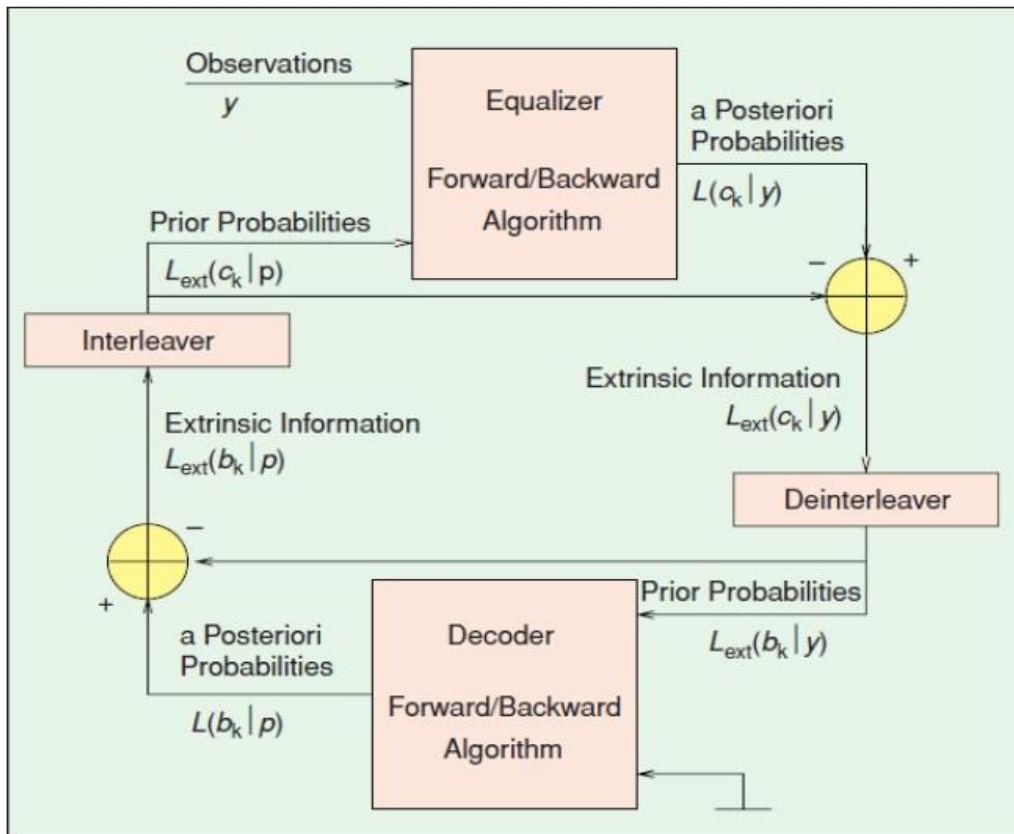 Observations
y
Equalizer
Forward/Backward
Algorithm
a Posteriori
Probabilities
L(cₖ|y)
Prior Probabilities
Lₑₓₜ(cₖ|p)
–
+
Interleaver
Extrinsic Information
Lₑₓₜ(cₖ|y)
Extrinsic Information
Lₑₓₜ(bₖ|p)
Deinterleaver
–
+
Prior Probabilities
Lₑₓₜ(bₖ|y)
a Posteriori
Probabilities
L(bₖ|p)
Decoder
Forward/Backward
Algorithm